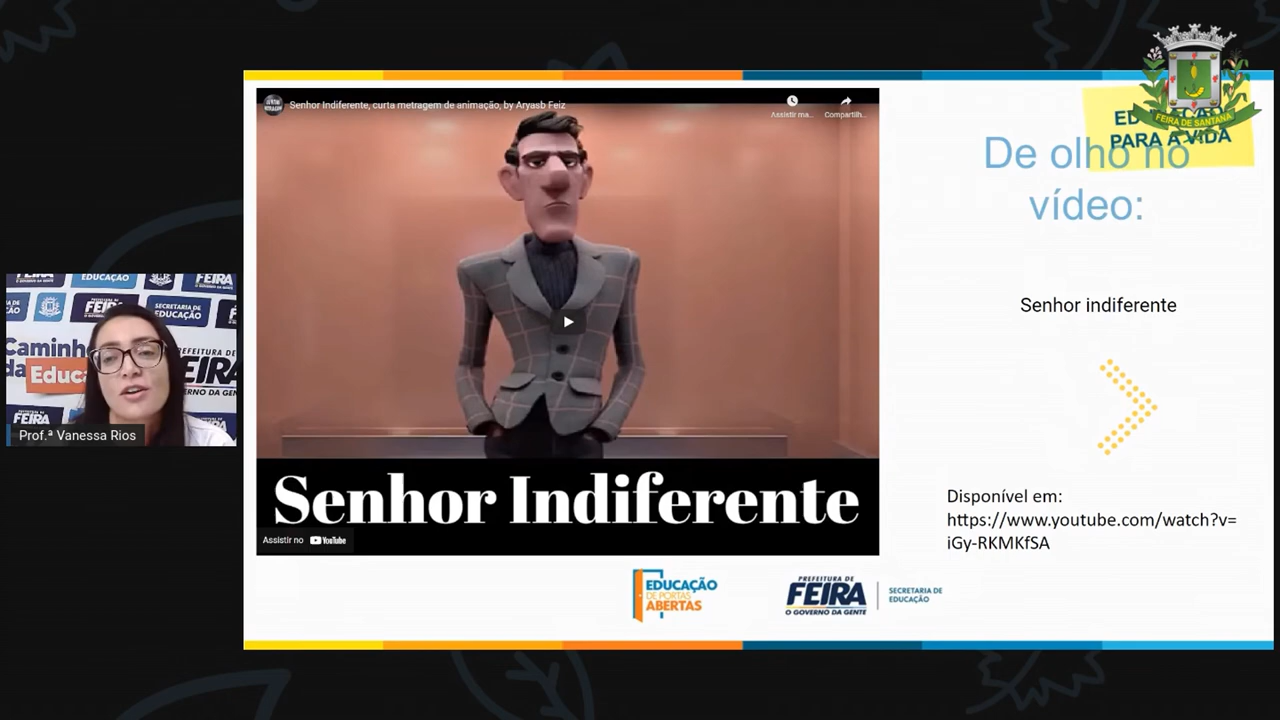 Senhor Indiferente, curta metragem de animação, by Aryasb Feiz
Assistir ma...
Compartilh...
Senhor Indiferente
Assistir no YouTube
FEIRA DE SANTANA
PARA A VIDA
De olho no
vídeo:
Senhor indiferente
Disponível em:
https://www.youtube.com/watch?v=
iGy-RKMKfSA
EDUCAÇÃO
DE PORTAS
ABERTAS
PREFEITURA DE
FEIRA
O GOVERNO DA GENTE
SECRETARIA DE
EDUCAÇÃO
EDUCAÇÃO
FEIRA
SECRETARIA DE
EDUCAÇÃO
Caminh
da
Educa
PREFEITURA DE
FEIRA
GOVERNO DA GENTE
FEIRA
Prof.ª Vanessa Rios